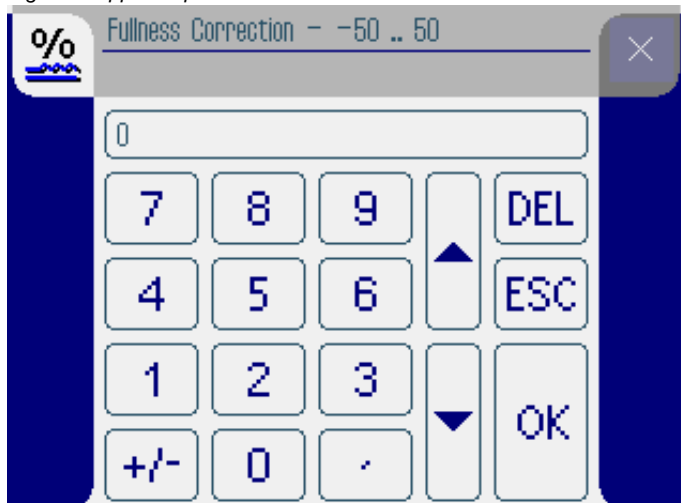 %
Fullness Correction - -50 .. 50
0
7 8 9 DEL
4 5 6 ESC
1 2 3
OK
+/- 0 ,